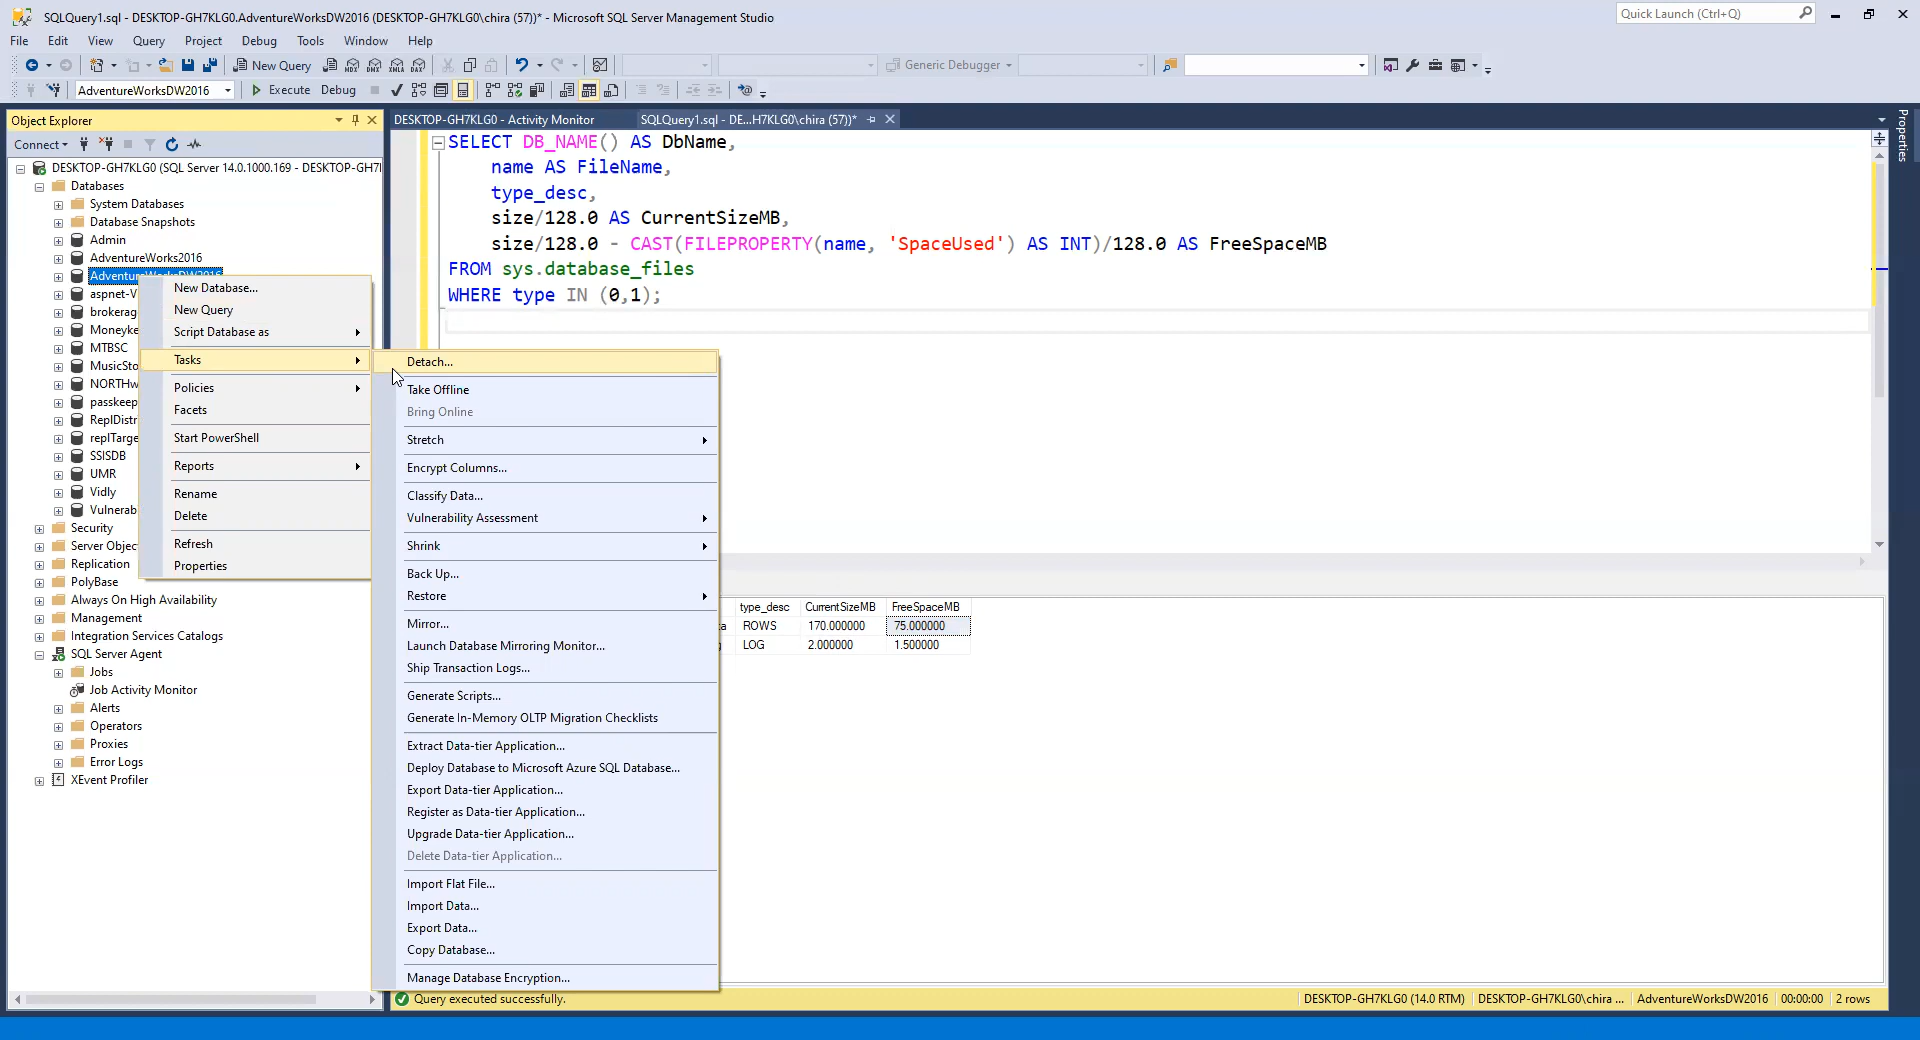 SQLQuery1.sql - DESKTOP-GH7KLG0.AdventureWorksDW2016 (DESKTOP-GH7KLG0\chira (57))* - Microsoft SQL Server Management Studio
Quick Launch (Ctrl+Q)
File Edit View Query Project Debug Tools Window Help
New Query
Generic Debugger
AdventureWorksDW2016
Execute Debug
Object Explorer
Connect
DESKTOP-GH7KLG0 (SQL Server 14.0.1000.169 - DESKTOP-GH7
Databases
System Databases
Database Snapshots
Admin
AdventureWorks2016
AdventureWorksDW2016
aspnet-V
brokerag
Moneyke
MTBSC
MusicSto
NORTHw
passkeep
ReplDistr
replTarge
SSISDB
UMR
Vidly
Vulnerab
Security
Server Objec
Replication
PolyBase
Always On High Availability
Management
Integration Services Catalogs
SQL Server Agent
Jobs
Job Activity Monitor
Alerts
Operators
Proxies
Error Logs
XEvent Profiler
New Database...
New Query
Script Database as
Tasks
Policies
Facets
Start PowerShell
Reports
Rename
Delete
Refresh
Properties
Detach...
Take Offline
Bring Online
Stretch
Encrypt Columns...
Classify Data...
Vulnerability Assessment
Shrink
Back Up...
Restore
Mirror...
Launch Database Mirroring Monitor...
Ship Transaction Logs...
Generate Scripts...
Generate In-Memory OLTP Migration Checklists
Extract Data-tier Application...
Deploy Database to Microsoft Azure SQL Database...
Export Data-tier Application...
Register as Data-tier Application...
Upgrade Data-tier Application...
Delete Data-tier Application...
Import Flat File...
Import Data...
Export Data...
Copy Database...
Manage Database Encryption...
DESKTOP-GH7KLG0 - Activity Monitor
SQLQuery1.sql - DE...H7KLG0\chira (57))*
SELECT DB_NAME() AS DbName,
name AS FileName,
type_desc,
size/128.0 AS CurrentSizeMB,
size/128.0 - CAST(FILEPROPERTY(name, 'SpaceUsed') AS INT)/128.0 AS FreeSpaceMB
FROM sys.database_files
WHERE type IN (0,1);
type_desc CurrentSizeMB FreeSpaceMB
a ROWS 170.000000 75.000000
g LOG 2.000000 1.500000
Query executed successfully.
DESKTOP-GH7KLG0 (14.0 RTM) DESKTOP-GH7KLG0\chira ... AdventureWorksDW2016 00:00:00 2 rows
Properties